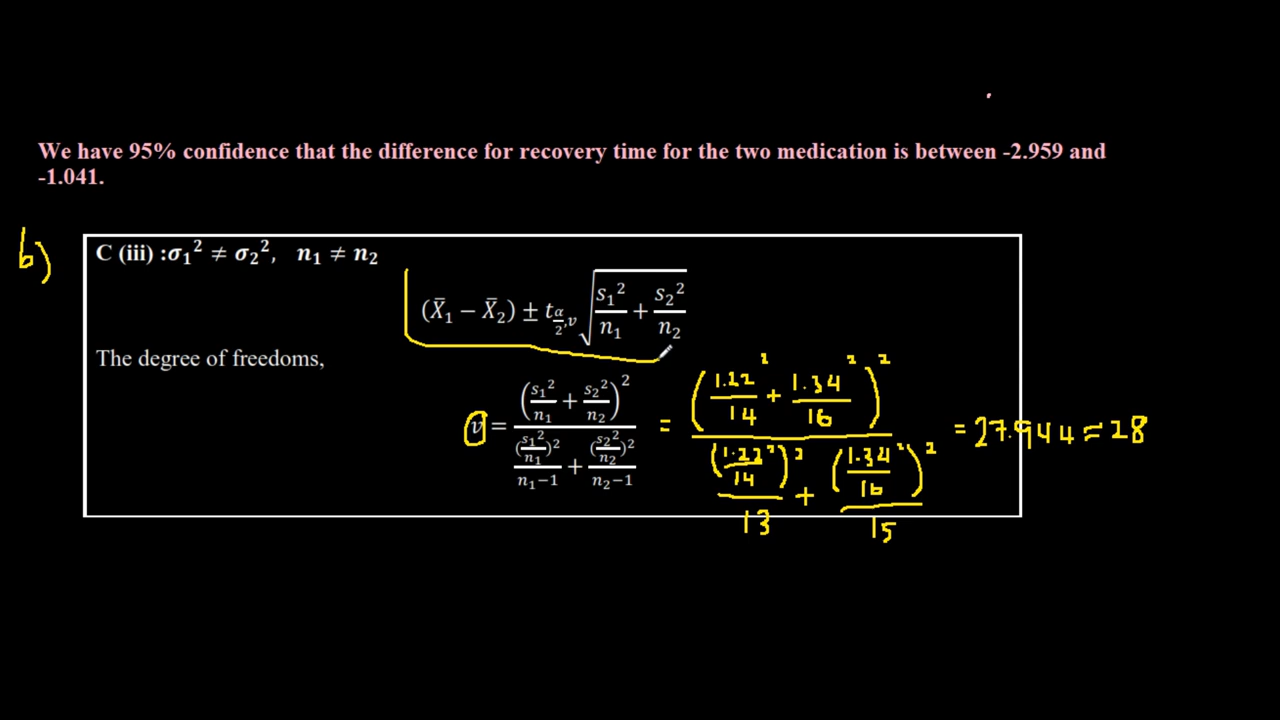 We have 95% confidence that the difference for recovery time for the two medication is between -2.959 and
-1.041.
b)
C (iii) :σ₁² ≠ σ₂², n₁ ≠ n₂
(X̄₁ − X̄₂) ± t_{α/2,v} √(s₁²/n₁ + s₂²/n₂)
The degree of freedoms,
v = (s₁²/n₁ + s₂²/n₂)² / ((s₁²/n₁)²/(n₁−1) + (s₂²/n₂)²/(n₂−1)) = (1.22²/14 + 1.34²/16)² / ((1.22²/14)²/13 + (1.34²/16)²/15) = 27.944 ≈ 28